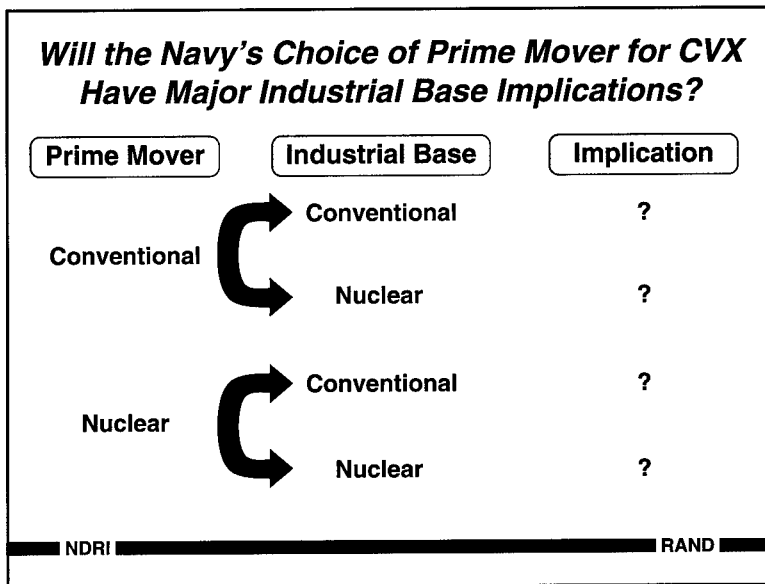 Will the Navy's Choice of Prime Mover for CVX
Have Major Industrial Base Implications?
Prime Mover Industrial Base Implication
Conventional ?
Conventional
Nuclear ?
Conventional ?
Nuclear
Nuclear ?
NDRI RAND